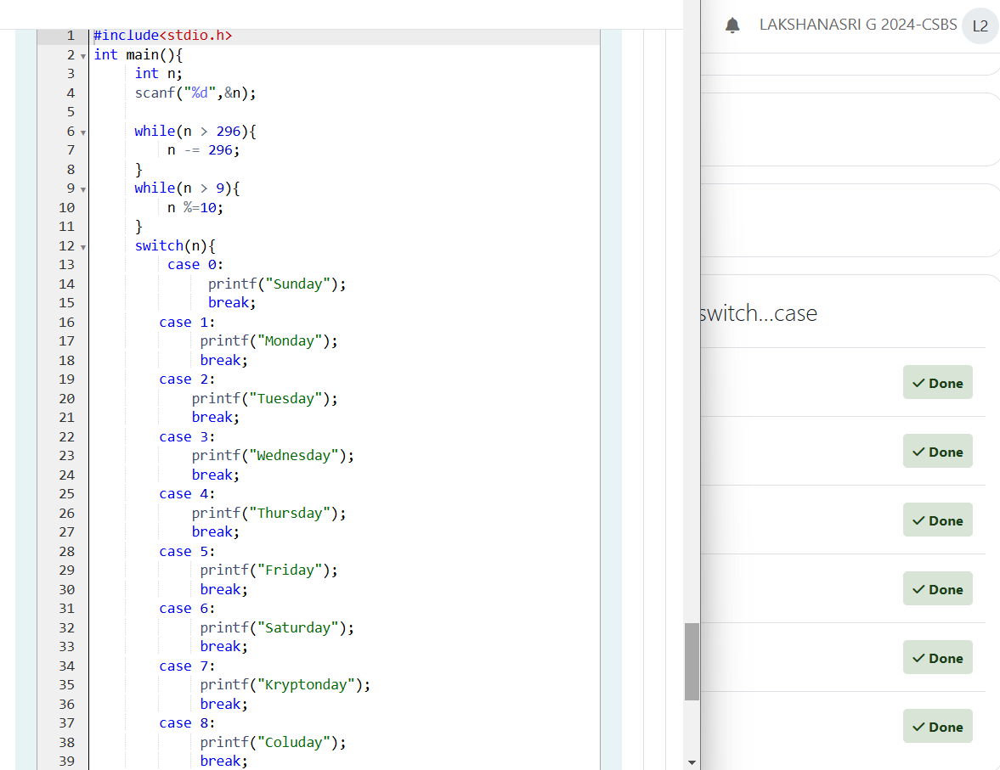 1 #include<stdio.h>
2 int main(){
3 int n;
4 scanf("%d",&n);
5
6 while(n > 296){
7 n -= 296;
8 }
9 while(n > 9){
10 n %=10;
11 }
12 switch(n){
13 case 0:
14 printf("Sunday");
15 break;
16 case 1:
17 printf("Monday");
18 break;
19 case 2:
20 printf("Tuesday");
21 break;
22 case 3:
23 printf("Wednesday");
24 break;
25 case 4:
26 printf("Thursday");
27 break;
28 case 5:
29 printf("Friday");
30 break;
31 case 6:
32 printf("Saturday");
33 break;
34 case 7:
35 printf("Kryptonday");
36 break;
37 case 8:
38 printf("Coluday");
39 break;
LAKSHANASRI G 2024-CSBS L2
switch...case
Done
Done
Done
Done
Done
Done